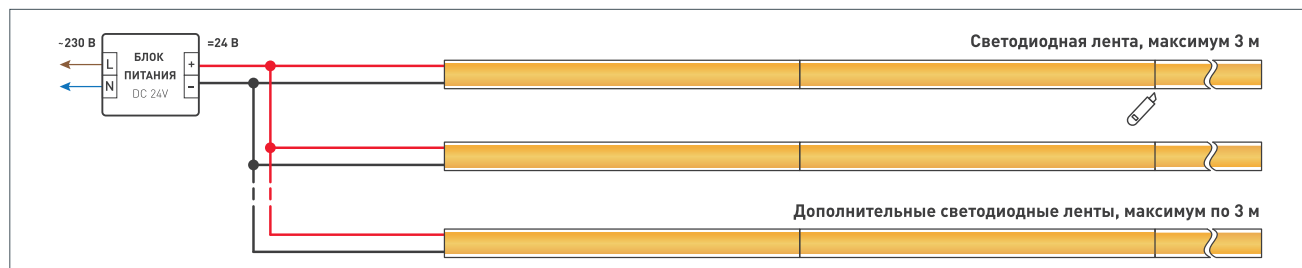 ~230 В
=24 В
Светодиодная лента, максимум 3 м
БЛОК
ПИТАНИЯ
DC 24V
L
N
+
–
Дополнительные светодиодные ленты, максимум по 3 м